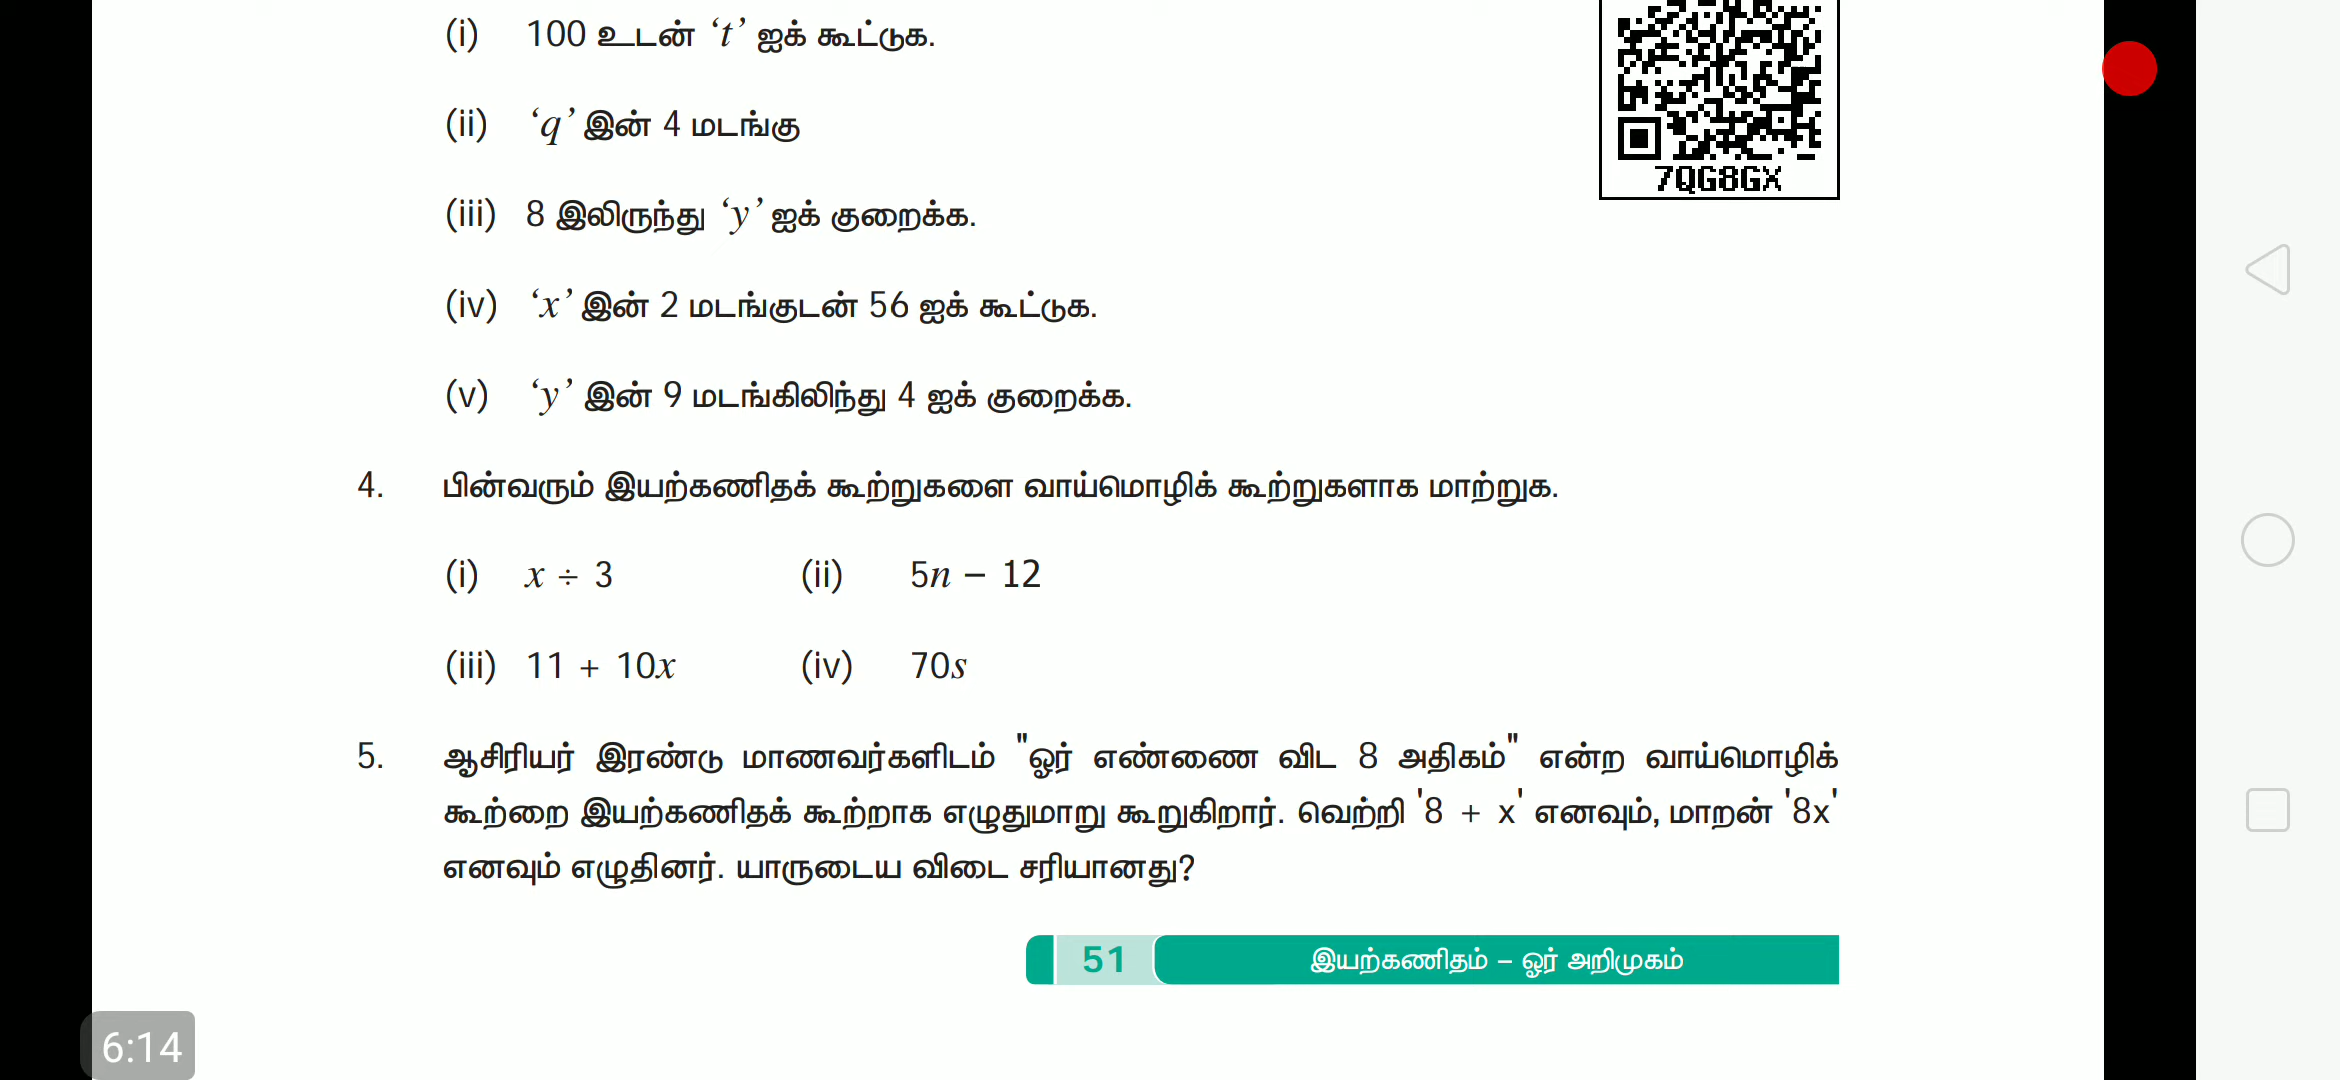 (i) 100 உடன் ‘t’ ஐக் கூட்டுக.
(ii) ‘q’ இன் 4 மடங்கு
(iii) 8 இலிருந்து ‘y’ ஐக் குறைக்க.
7QG8GX
(iv) ‘x’ இன் 2 மடங்குடன் 56 ஐக் கூட்டுக.
(v) ‘y’ இன் 9 மடங்கிலிந்து 4 ஐக் குறைக்க.
4. பின்வரும் இயற்கணிதக் கூற்றுகளை வாய்மொழிக் கூற்றுகளாக மாற்றுக.
(i) x ÷ 3 (ii) 5n – 12
(iii) 11 + 10x (iv) 70s
5. ஆசிரியர் இரண்டு மாணவர்களிடம் "ஓர் எண்ணை விட 8 அதிகம்" என்ற வாய்மொழிக்
கூற்றை இயற்கணிதக் கூற்றாக எழுதுமாறு கூறுகிறார். வெற்றி '8 + x' எனவும், மாறன் '8x'
எனவும் எழுதினர். யாருடைய விடை சரியானது?
51 இயற்கணிதம் – ஓர் அறிமுகம்
6:14